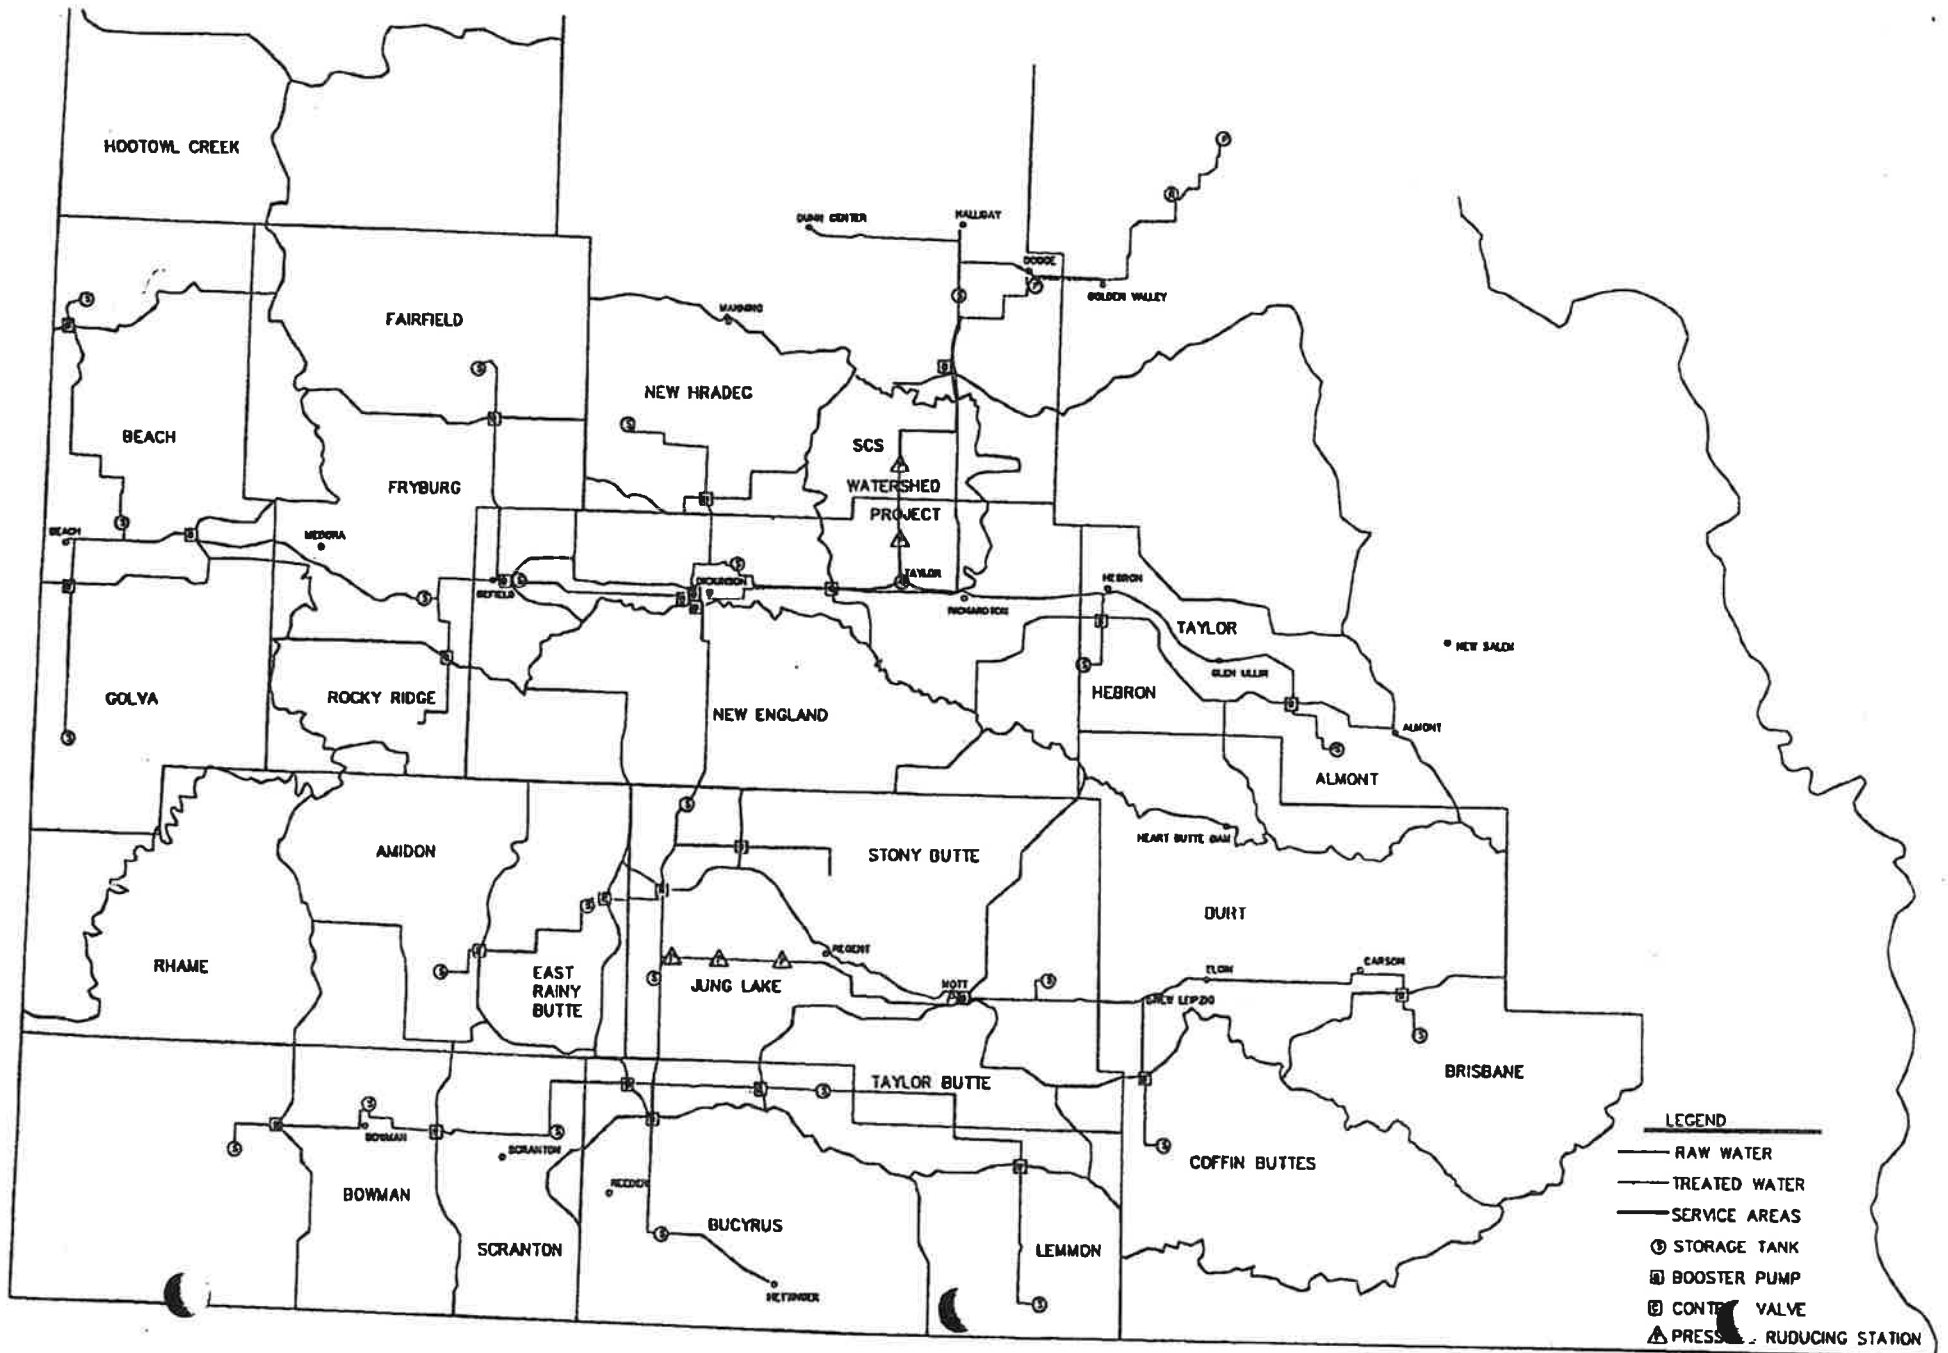 HOOTOWL CREEK
DUNN CENTER
HALLIDAY
DODGE
GOLDEN VALLEY
FAIRFIELD
MANNING
NEW HRADEC
BEACH
SCS
WATERSHED
PROJECT
FRYBURG
BEACH
MEDORA
BEFIELD
DICKINSON
TAYLOR
RICHARDTON
HEBRON
TAYLOR
NEW SALEM
GLEN ULLIN
HEBRON
GOLVA
ROCKY RIDGE
NEW ENGLAND
ALMONT
ALMONT
HEART BUTTE DAM
AMIDON
STONY BUTTE
BURT
RHAME
REGENT
EAST
RAINY
BUTTE
JUNG LAKE
MOTT
NEW LEIPZIG
ELGIN
CARSON
TAYLOR BUTTE
BRISBANE
BOWMAN
SCRANTON
COFFIN BUTTES
BOWMAN
REEDER
BUCYRUS
SCRANTON
LEMMON
HETTINGER
LEGEND
RAW WATER
TREATED WATER
SERVICE AREAS
S STORAGE TANK
B BOOSTER PUMP
C CONT VALVE
P PRESS RUDUCING STATION